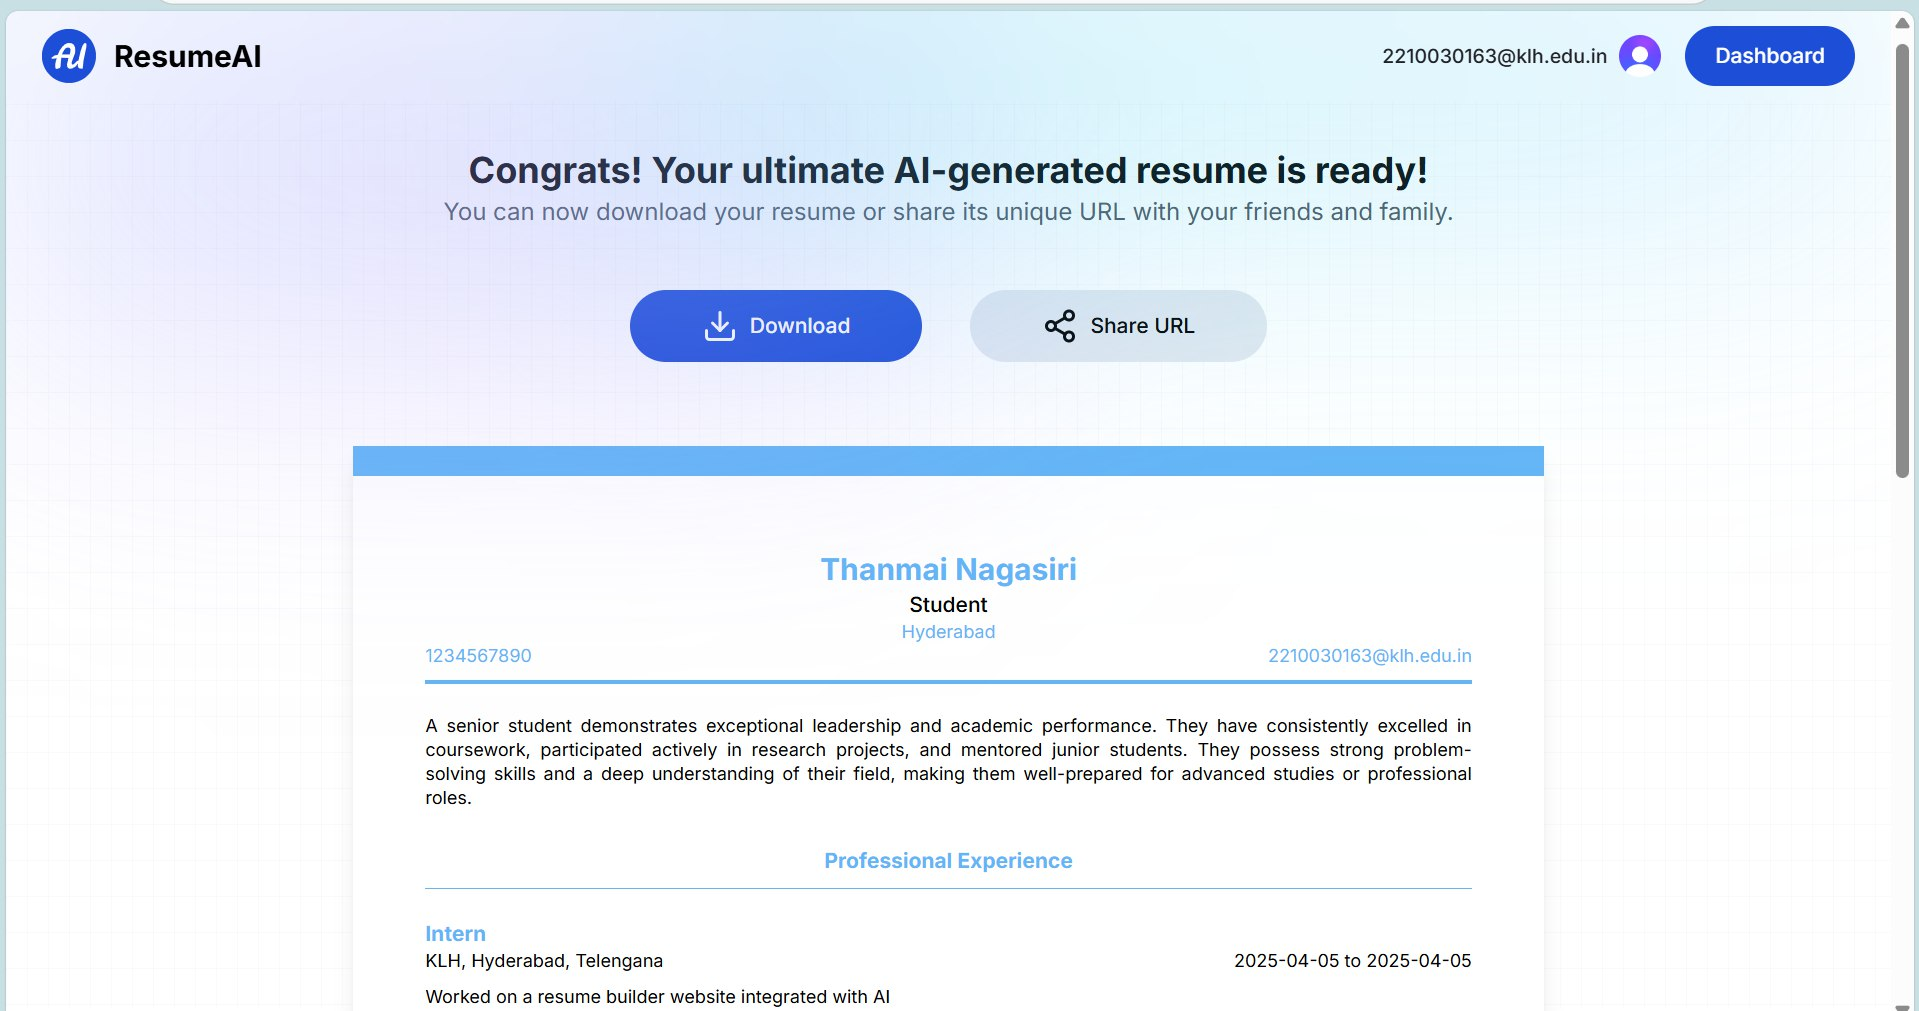 AI ResumeAI
2210030163@klh.edu.in
Dashboard
Congrats! Your ultimate AI-generated resume is ready!
You can now download your resume or share its unique URL with your friends and family.
Download
Share URL
Thanmai Nagasiri
Student
Hyderabad
1234567890
2210030163@klh.edu.in
A senior student demonstrates exceptional leadership and academic performance. They have consistently excelled in
coursework, participated actively in research projects, and mentored junior students. They possess strong problem-
solving skills and a deep understanding of their field, making them well-prepared for advanced studies or professional
roles.
Professional Experience
Intern
KLH, Hyderabad, Telengana
2025-04-05 to 2025-04-05
Worked on a resume builder website integrated with AI